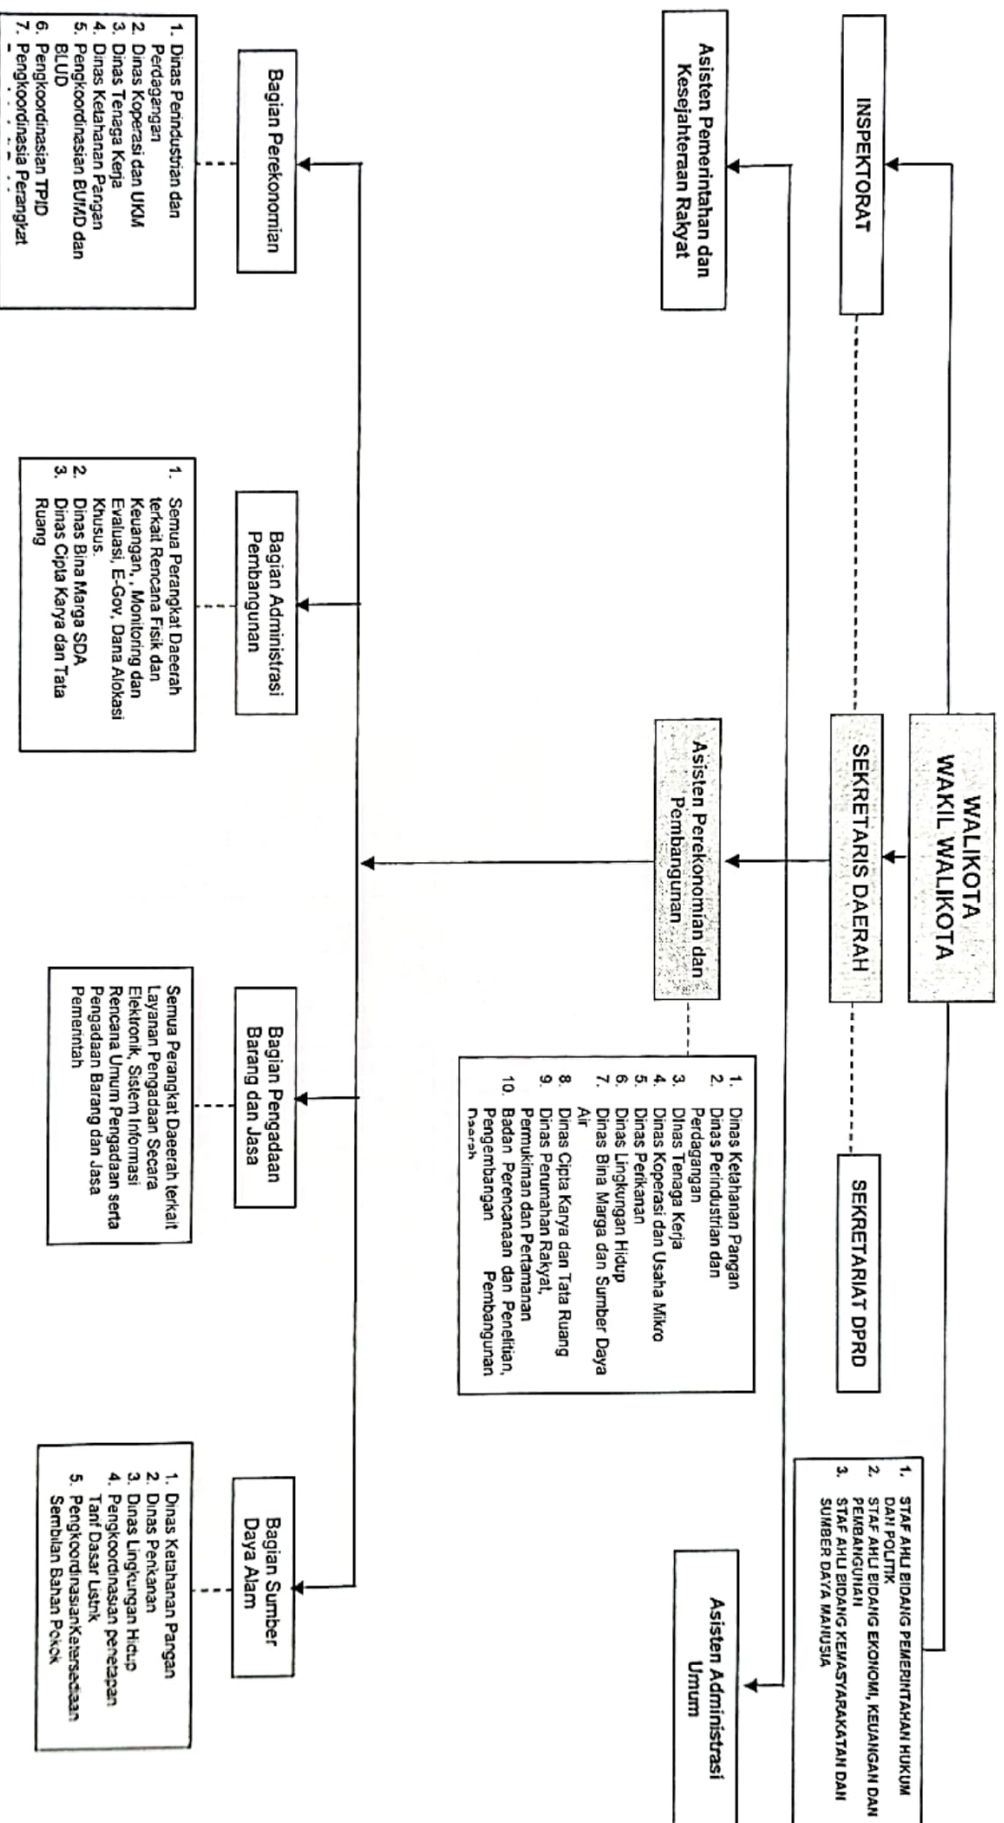 WALIKOTA
WAKIL WALIKOTA
INSPEKTORAT
SEKRETARIS DAERAH
SEKRETARIAT DPRD
1. STAF AHLI BIDANG PEMERINTAHAN HUKUM
DAN POLITIK
2. STAF AHLI BIDANG EKONOMI, KEUANGAN DAN
PEMBANGUNAN
3. STAF AHLI BIDANG KEMASYARAKATAN DAN
SUMBER DAYA MANUSIA
Asisten Pemerintahan dan
Kesejahteraan Rakyat
Asisten Perekonomian dan
Pembangunan
Asisten Administrasi
Umum
1. Dinas Ketahanan Pangan
2. Dinas Perindustrian dan
Perdagangan
3. DInas Tenaga Kerja
4. Dinas Koperasi dan Usaha Mikro
5. Dinas Perikanan
6. Dinas Lingkungan Hidup
7. Dinas Bina Marga dan Sumber Daya
Air
8. Dinas Cipta Karya dan Tata Ruang
9. Dinas Perumahan Rakyat,
Permukiman dan Pertamanan
10. Badan Perencanaan dan Penelitian,
Pengembangan Pembangunan
Daerah
Bagian Perekonomian
Bagian Administrasi
Pembangunan
Bagian Pengadaan
Barang dan Jasa
Bagian Sumber
Daya Alam
1. Dinas Perindustrian dan
Perdagangan
2. Dinas Koperasi dan UKM
3. Dinas Tenaga Kerja
4. Dinas Ketahanan Pangan
5. Pengkoordinasian BUMD dan
BLUD
6. Pengkoordinasian TPID
7. Pengkoordinasia Perangkat
1. Semua Perangkat Daeerah
terkait Rencana Fisik dan
Keuangan, , Monitoring dan
Evaluasi, E-Gov, Dana Alokasi
Khusus.
2. Dinas Bina Marga SDA
3. Dinas Cipta Karya dan Tata
Ruang
Semua Perangkat Daeerah terkait
Layanan Pengadaan Secara
Elektronik, Sistem Informasi
Rencana Umum Pengadaan serta
Pengadaan Barang dan Jasa
Pemerintah
1. Dinas Ketahanan Pangan
2. Dinas Perikanan
3. Dinas Lingkungan Hidup
4. Pengkoordinasian penetapan
Tarif Dasar Listrik
5. PengkoordinasianKetersediaan
Sembilan Bahan Pokok